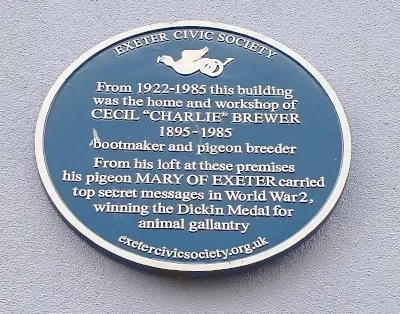 EXETER CIVIC SOCIETY
From 1922-1985 this building
was the home and workshop of
CECIL "CHARLIE" BREWER
1895-1985
bootmaker and pigeon breeder
From his loft at these premises
his pigeon MARY OF EXETER carried
top secret messages in World War 2,
winning the Dickin Medal for
animal gallantry
exetercivicsociety.org.uk